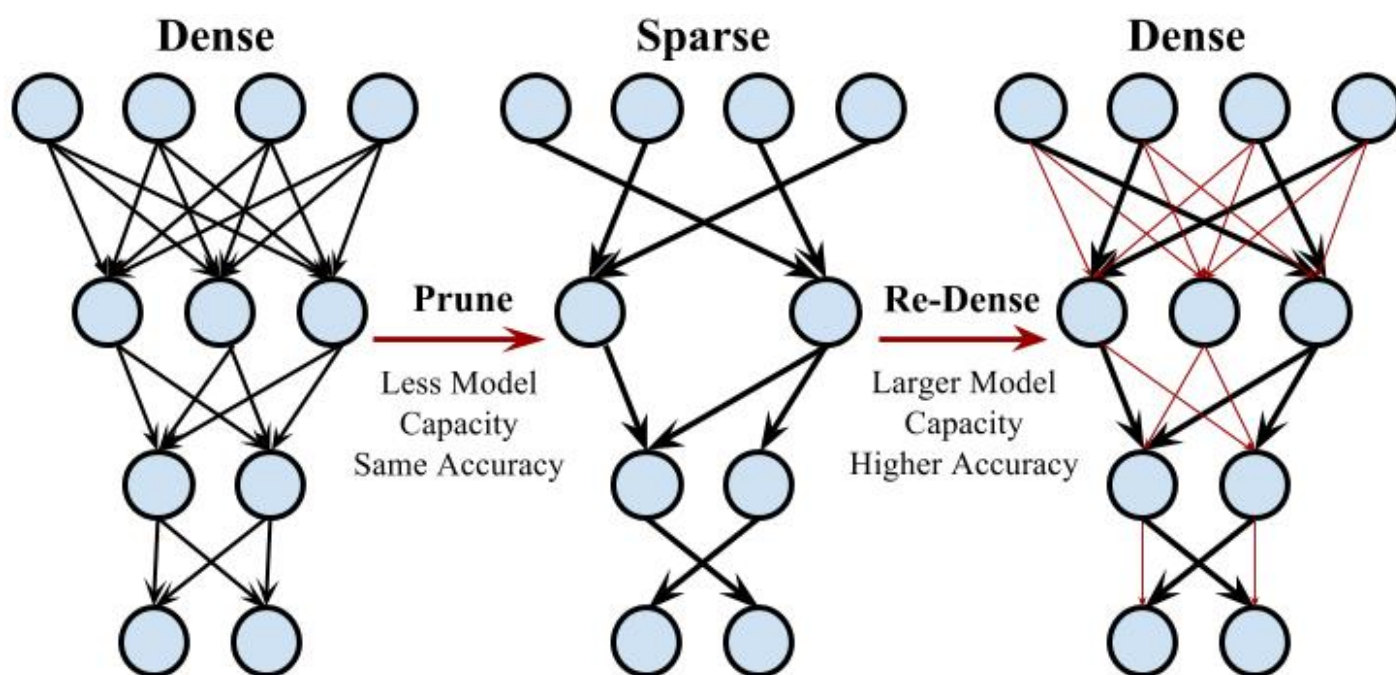 Dense
Sparse
Dense
Prune
Less Model
Capacity
Same Accuracy
Re-Dense
Larger Model
Capacity
Higher Accuracy